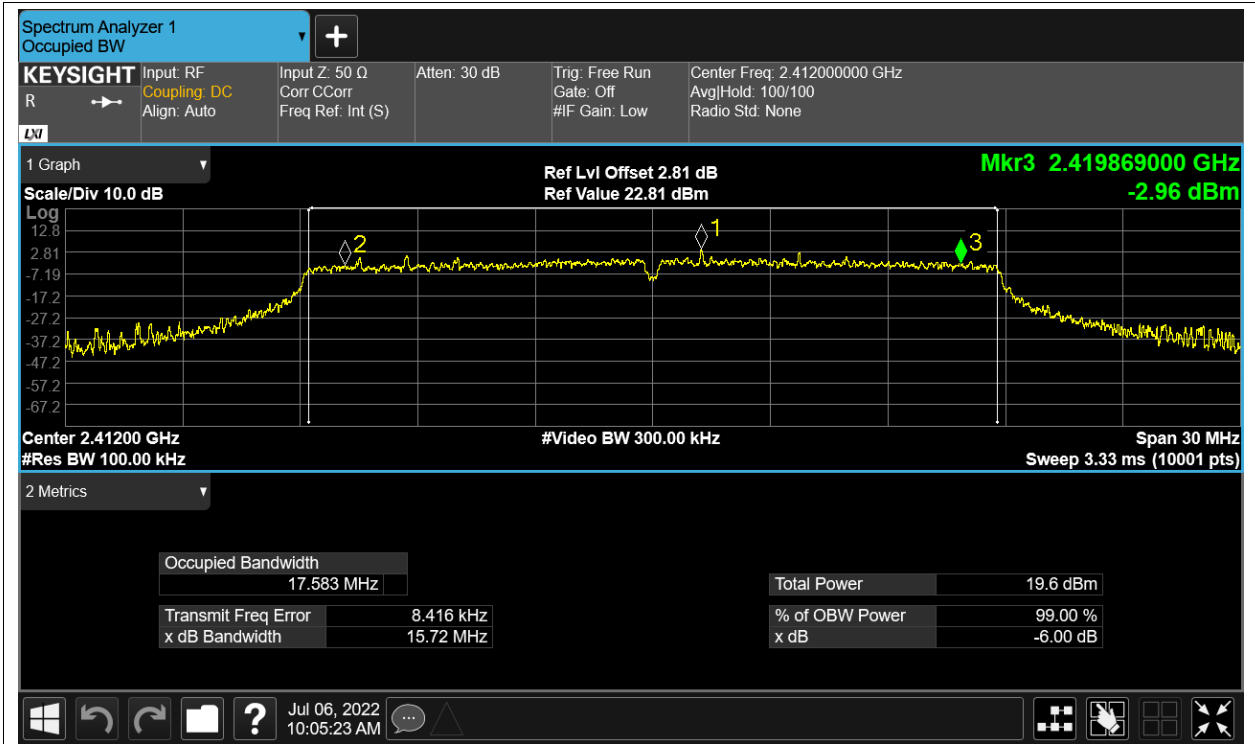 Spectrum Analyzer 1
Occupied BW
KEYSIGHT
R
LXI
Input: RF
Coupling: DC
Align: Auto
Input Z: 50 Ω
Corr CCorr
Freq Ref: Int (S)
Atten: 30 dB
Trig: Free Run
Gate: Off
#IF Gain: Low
Center Freq: 2.412000000 GHz
Avg|Hold: 100/100
Radio Std: None
1 Graph
Scale/Div 10.0 dB
Ref Lvl Offset 2.81 dB
Ref Value 22.81 dBm
Mkr3 2.419869000 GHz
-2.96 dBm
Log
12.8
2.81
-7.19
-17.2
-27.2
-37.2
-47.2
-57.2
-67.2
2
1
3
Center 2.41200 GHz
#Video BW 300.00 kHz
Span 30 MHz
#Res BW 100.00 kHz
Sweep 3.33 ms (10001 pts)
2 Metrics
Occupied Bandwidth
17.583 MHz
Transmit Freq Error 8.416 kHz
x dB Bandwidth 15.72 MHz
Total Power 19.6 dBm
% of OBW Power 99.00 %
x dB -6.00 dB
?
Jul 06, 2022
10:05:23 AM